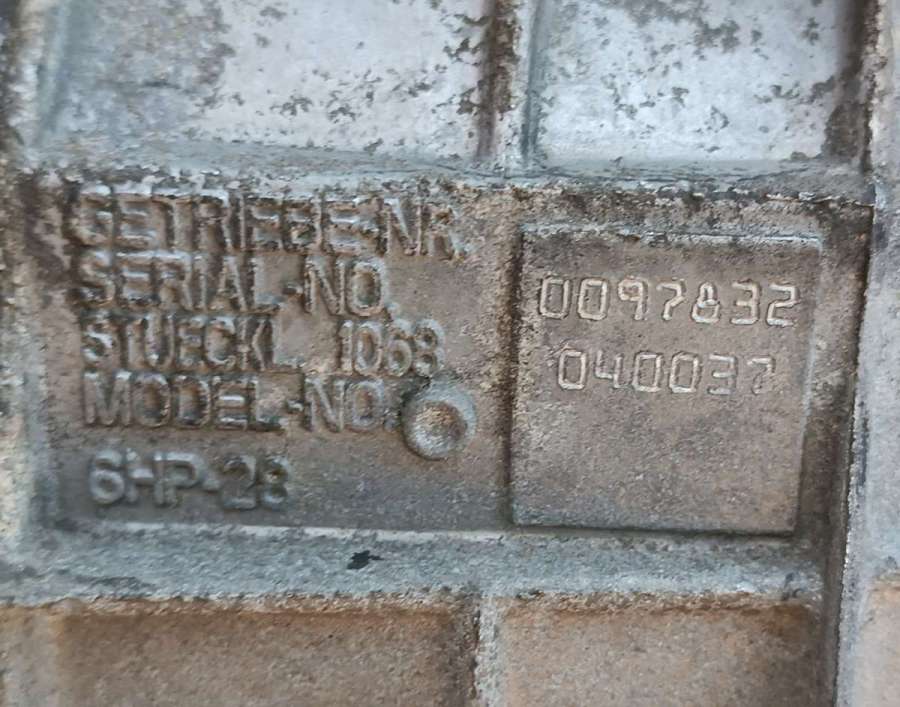 GETRIEBE-NR.
SERIAL-NO.
STUECKL. 1068
MODEL-NO.
6HP-28
0097832
040037